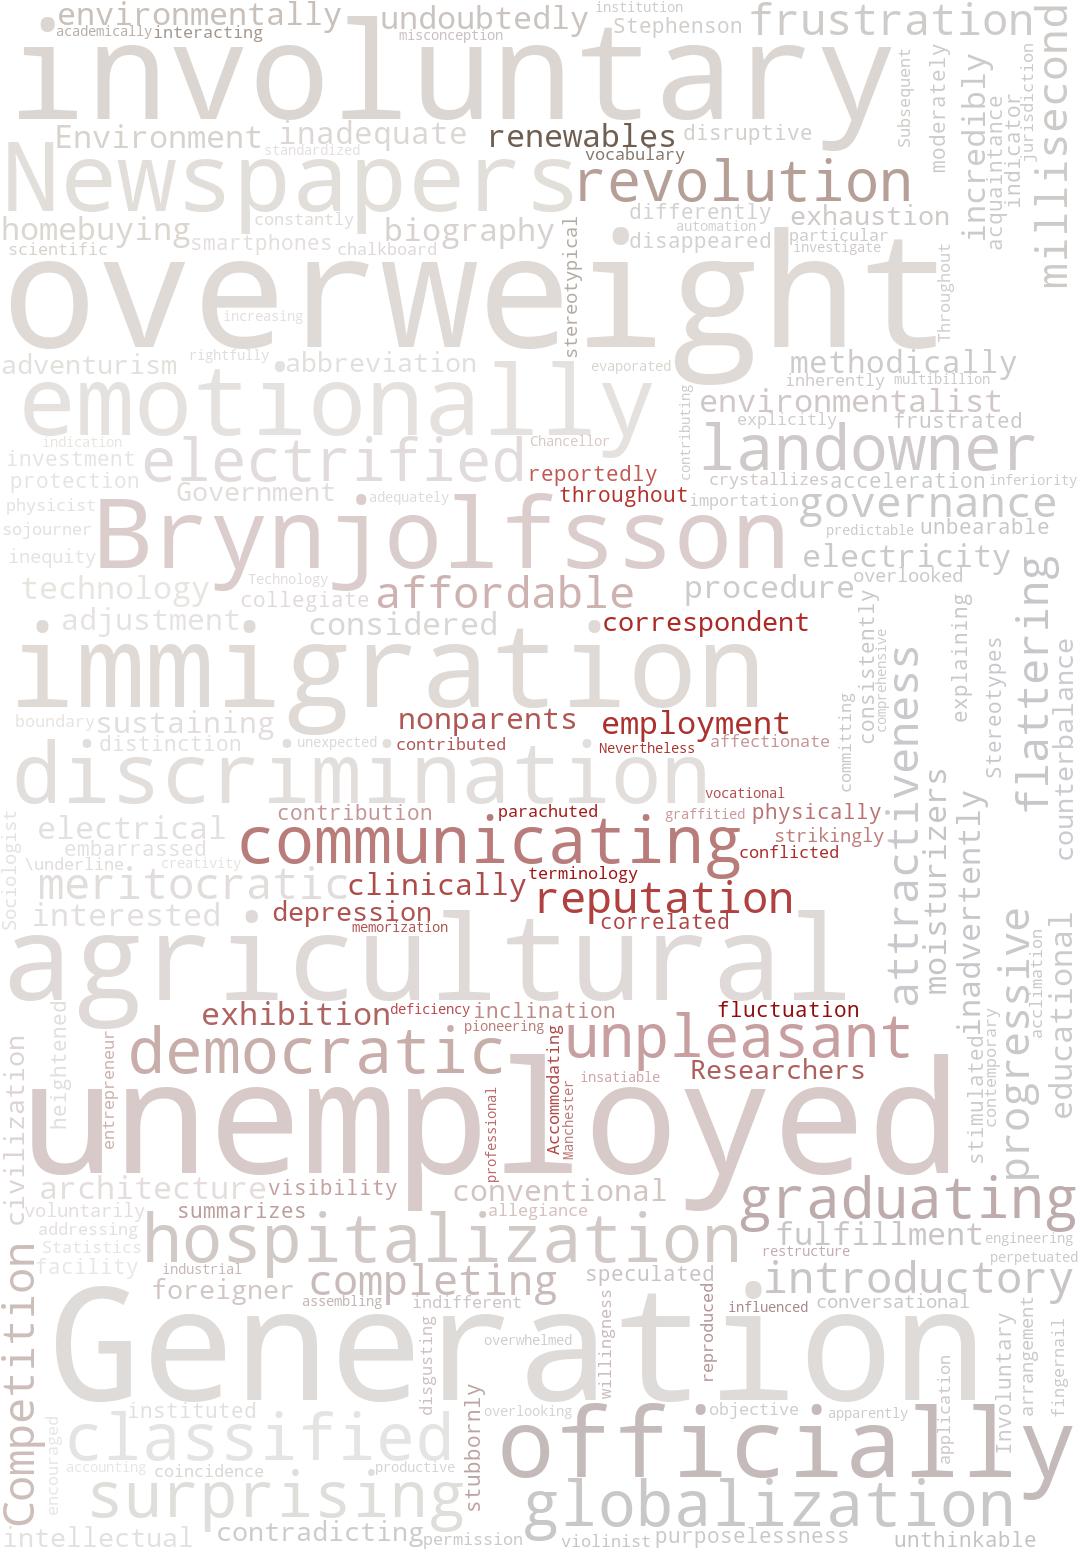 environmentally
undoubtedly
institution
Stephenson
frustration
academically
interacting
misconception
involuntary
millisecond
Subsequent
moderately
incredibly
acquaintance
indicator
jurisdiction
Environment
inadequate
standardized
renewables
vocabulary
disruptive
Newspapers
revolution
homebuying
scientific
constantly
smartphones
chalkboard
biography
stereotypical
differently
automation
disappeared
exhaustion
particular
investigate
overweight
increasing
Throughout
adventurism
rightfully
abbreviation
evaporated
methodically
inherently
multibillion
emotionally
contributing
environmentalist
explicitly
frustrated
indication
investment
protection
electrified
Chancellor
reportedly
throughout
landowner
crystallizes
acceleration
inferiority
importation
governance
Government
adequately
physicist
sojourner
inequity
Brynjolfsson
predictable
unbearable
electricity
overlooked
technology
Technology
collegiate
affordable
procedure
adjustment
considered
correspondent
immigration
consistently
comprehensive
committing
attractiveness
explaining
Stereotypes
flattering
counterbalance
boundary
sustaining
nonparents
employment
distinction
unexpected
contributed
Nevertheless
affectionate
discrimination
vocational
contribution
parachuted
graffitied
physically
Sociologist
electrical
embarrassed
\underline
creativity
communicating
strikingly
conflicted
moisturizers
inadvertently
meritocratic
clinically
terminology
reputation
interested
depression
memorization
correlated
agricultural
progressive
acclimation
educational
heightened
exhibition
deficiency
inclination
pioneering
fluctuation
civilization
entrepreneur
democratic
Accommodating
unpleasant
Researchers
stimulated
contemporary
unemployed
professional
Manchester
insatiable
architecture
visibility
conventional
voluntarily
summarizes
allegiance
graduating
addressing
Statistics
facility
hospitalization
fulfillment
engineering
restructure
perpetuated
industrial
foreigner
completing
speculated
introductory
assembling
indifferent
influenced
conversational
Competition
Generation
disgusting
overwhelmed
willingness
reproduced
Involuntary
arrangement
fingernail
instituted
overlooking
objective
apparently
application
encouraged
classified
stubbornly
officially
accounting
coincidence
productive
surprising
globalization
intellectual
contradicting
permission
violinist
purposelessness
unthinkable